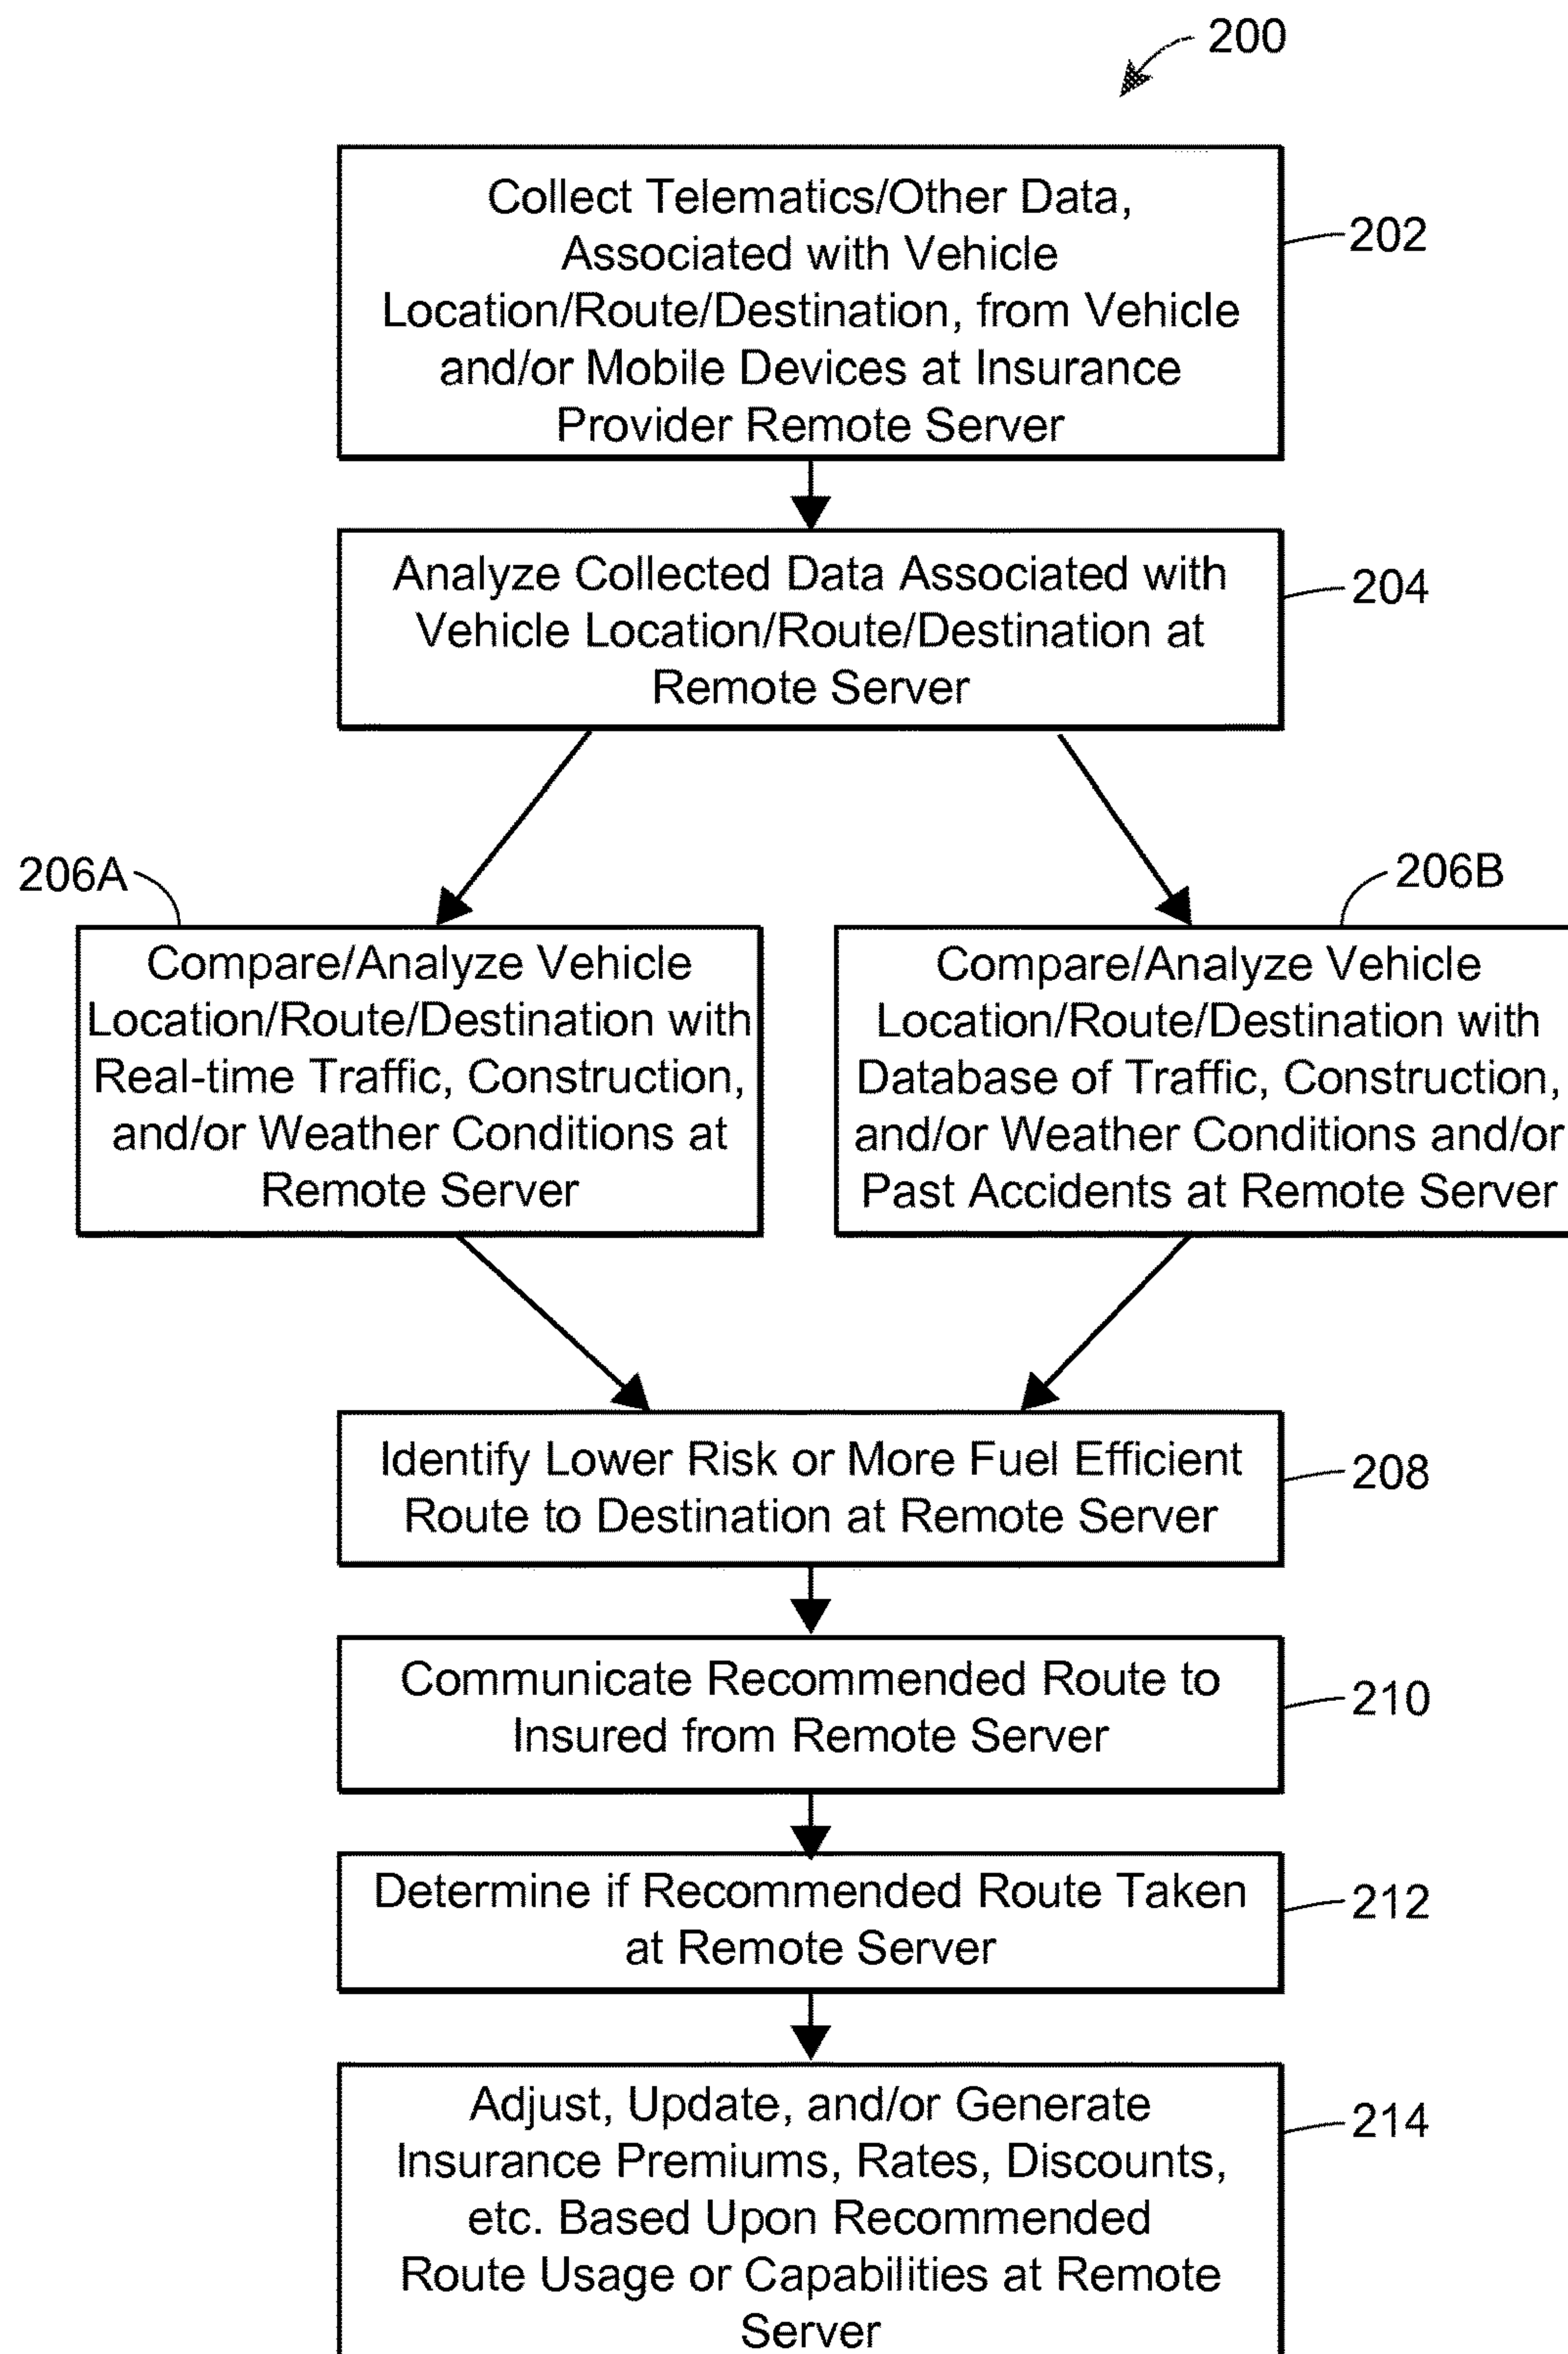 200
Collect Telematics/Other Data,
Associated with Vehicle
Location/Route/Destination, from Vehicle
and/or Mobile Devices at Insurance
Provider Remote Server
202
Analyze Collected Data Associated with
Vehicle Location/Route/Destination at
Remote Server
204
206A
Compare/Analyze Vehicle
Location/Route/Destination with
Real-time Traffic, Construction,
and/or Weather Conditions at
Remote Server
206B
Compare/Analyze Vehicle
Location/Route/Destination with
Database of Traffic, Construction,
and/or Weather Conditions and/or
Past Accidents at Remote Server
Identify Lower Risk or More Fuel Efficient
Route to Destination at Remote Server
208
Communicate Recommended Route to
Insured from Remote Server
210
Determine if Recommended Route Taken
at Remote Server
212
Adjust, Update, and/or Generate
Insurance Premiums, Rates, Discounts,
etc. Based Upon Recommended
Route Usage or Capabilities at Remote
Server
214